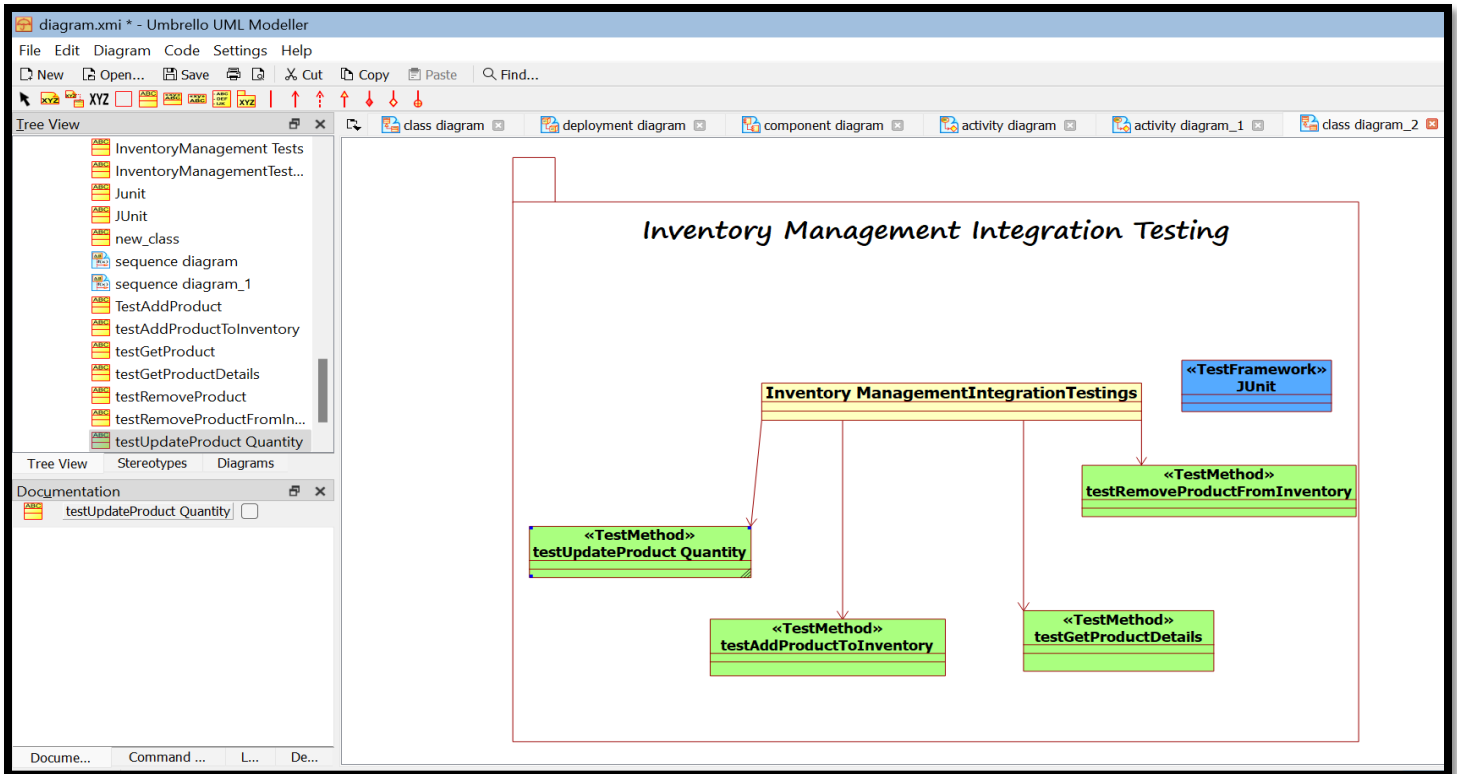 diagram.xmi * - Umbrello UML Modeller
File Edit Diagram Code Settings Help
New Open... Save Cut Copy Paste Find...
XYZ
Tree View
class diagram deployment diagram component diagram activity diagram activity diagram_1 class diagram_2
InventoryManagement Tests
InventoryManagementTest...
Junit
JUnit
new_class
sequence diagram
sequence diagram_1
TestAddProduct
testAddProductToInventory
testGetProduct
testGetProductDetails
testRemoveProduct
testRemoveProductFromIn...
testUpdateProduct Quantity
Tree View Stereotypes Diagrams
Documentation
testUpdateProduct Quantity
Docume... Command ... L... De...
Inventory Management Integration Testing
«TestFramework»
JUnit
Inventory ManagementIntegrationTestings
«TestMethod»
testRemoveProductFromInventory
«TestMethod»
testUpdateProduct Quantity
«TestMethod»
testAddProductToInventory
«TestMethod»
testGetProductDetails